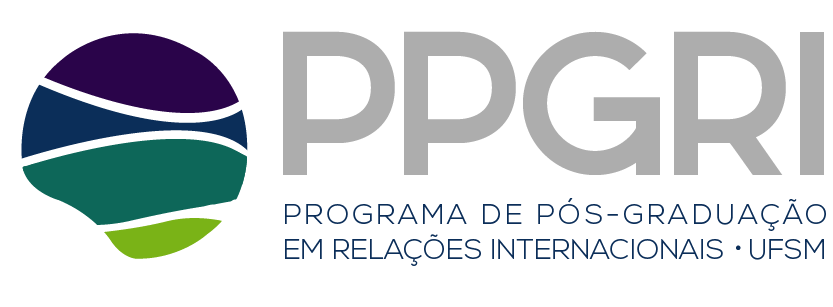 PPGRI
PROGRAMA DE PÓS-GRADUAÇÃO
EM RELAÇÕES INTERNACIONAIS • UFSM